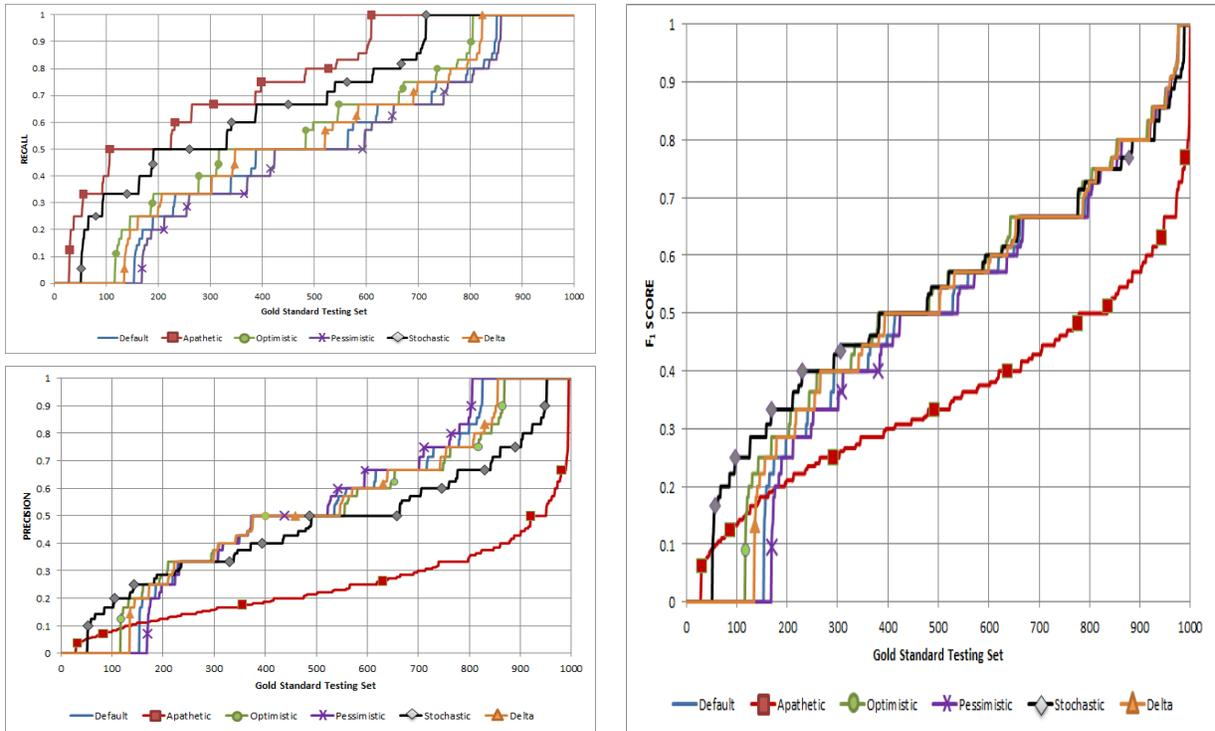 RECALL
1
0.9
0.8
0.7
0.6
0.5
0.4
0.3
0.2
0.1
0
0 100 200 300 400 500 600 700 800 900 1000
Gold Standard Testing Set
Default Apathetic Optimistic Pessimistic Stochastic Delta
PRECISION
1
0.9
0.8
0.7
0.6
0.5
0.4
0.3
0.2
0.1
0
0 100 200 300 400 500 600 700 800 900 1000
Gold Standard Testing Set
Default Apathetic Optimistic Pessimistic Stochastic Delta
F1 SCORE
1
0.9
0.8
0.7
0.6
0.5
0.4
0.3
0.2
0.1
0
0 100 200 300 400 500 600 700 800 900 1000
Gold Standard Testing Set
Default Apathetic Optimistic Pessimistic Stochastic Delta